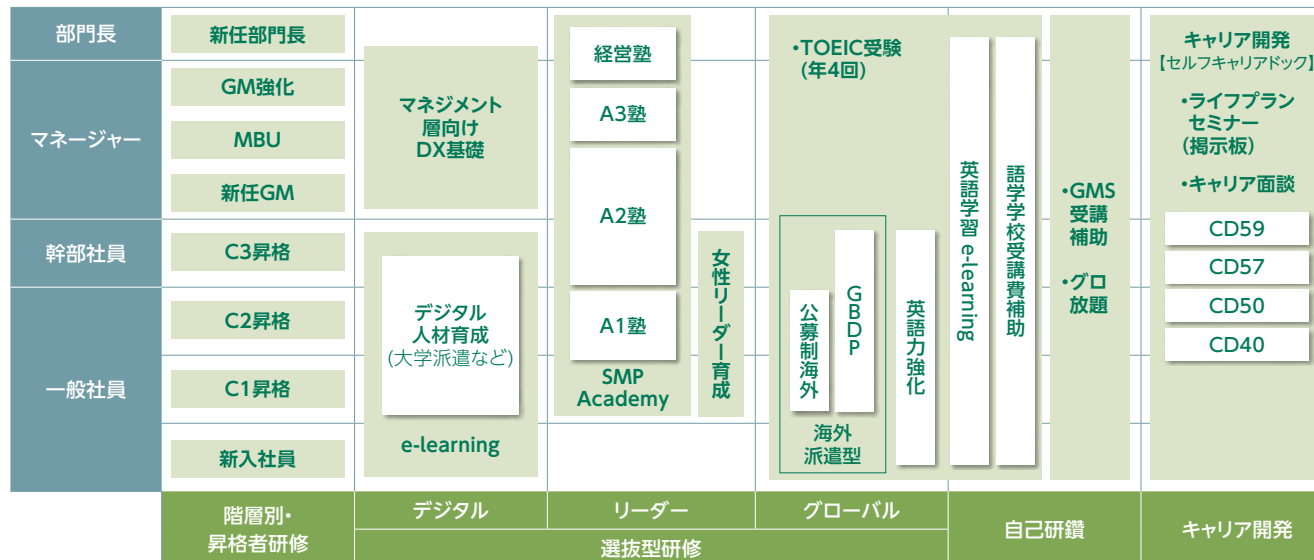 部門長
マネージャー
幹部社員
一般社員
新任部門長
GM強化
MBU
新任GM
C3昇格
C2昇格
C1昇格
新入社員
階層別・
昇格者研修
マネジメント
層向け
DX基礎
デジタル
人材育成
(大学派遣など)
e-learning
デジタル
経営塾
A3塾
A2塾
A1塾
SMP
Academy
女性リーダー育成
リーダー
・TOEIC受験
(年4回)
公募制海外
GBDP
海外
派遣型
英語力強化
グローバル
選抜型研修
英語学習 e-learning
語学学校受講費補助
・GMS
受講
補助
・グロ
放題
自己研鑽
キャリア開発
【セルフキャリアドック】
・ライフプラン
セミナー
(掲示板)
・キャリア面談
CD59
CD57
CD50
CD40
キャリア開発